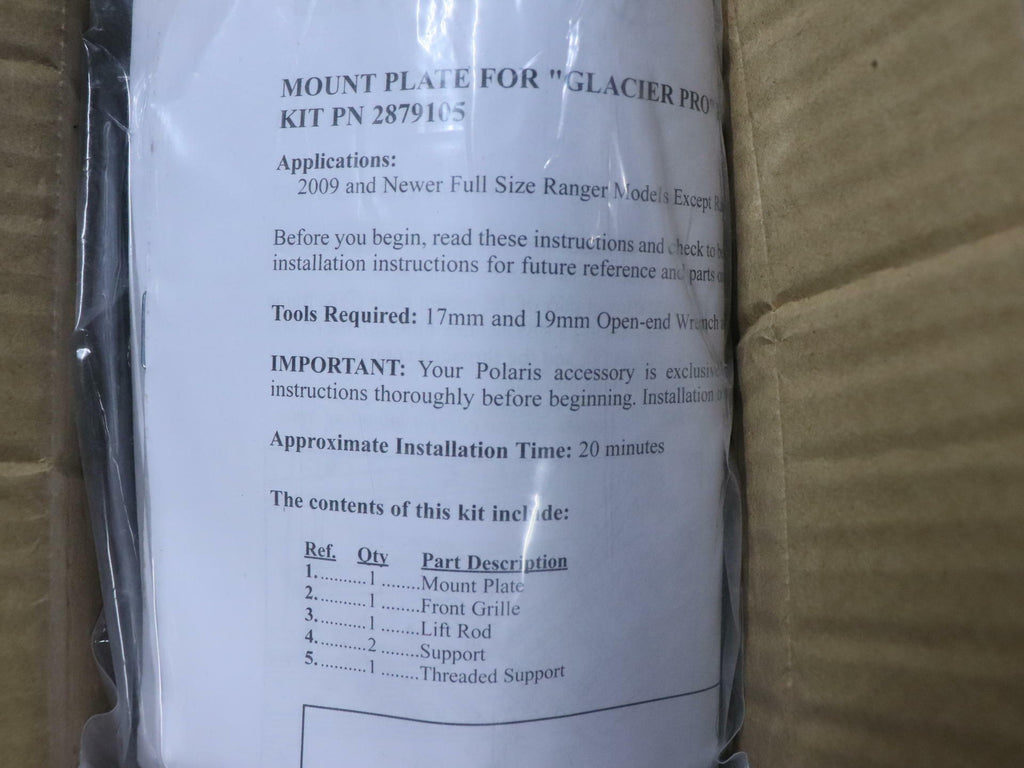 MOUNT PLATE FOR "GLACIER PRO"
KIT PN 2879105
Applications:
2009 and Newer Full Size Ranger Models Except
Before you begin, read these instructions and check to
installation instructions for future reference and parts
Tools Required: 17mm and 19mm Open-end Wrench
IMPORTANT: Your Polaris accessory is
instructions thoroughly before beginning. Installation
Approximate Installation Time: 20 minutes
The contents of this kit include:
Ref. Qty Part Description
1...........1 ........Mount Plate
2...........1 ........Front Grille
3...........1 ........Lift Rod
4...........2 ........Support
5...........1 ........Threaded Support